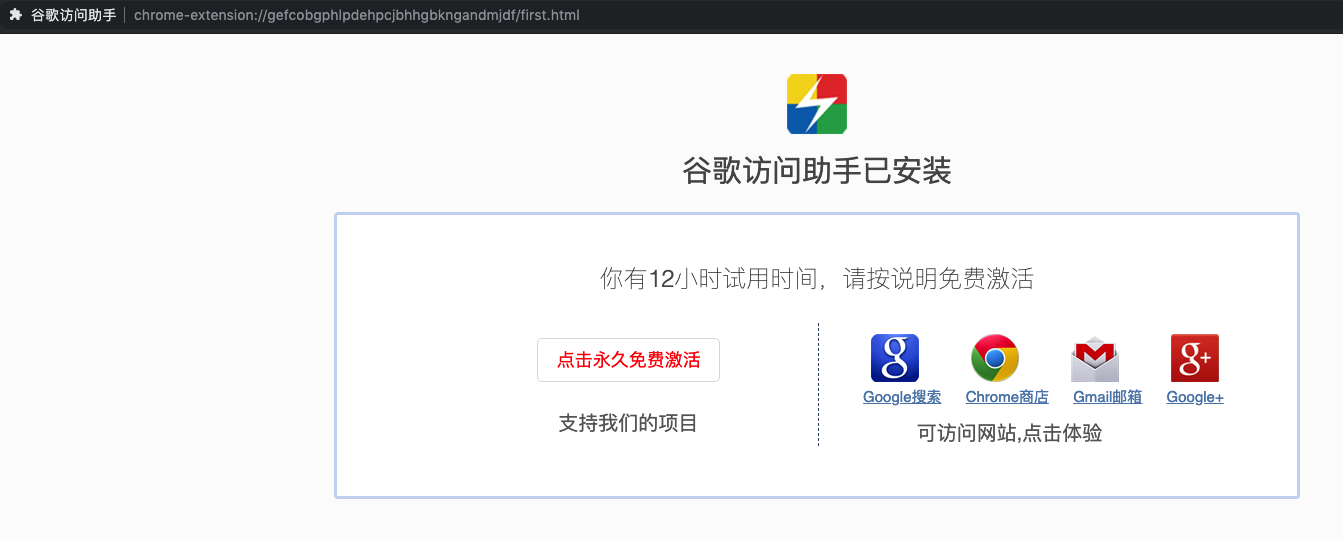 谷歌访问助手 chrome-extension://gefcobgphlpdehpcjbhhgbkngandmjdf/first.html
谷歌访问助手已安装
你有12小时试用时间，请按说明免费激活
点击永久免费激活
支持我们的项目
Google搜索 Chrome商店 Gmail邮箱 Google+
可访问网站,点击体验